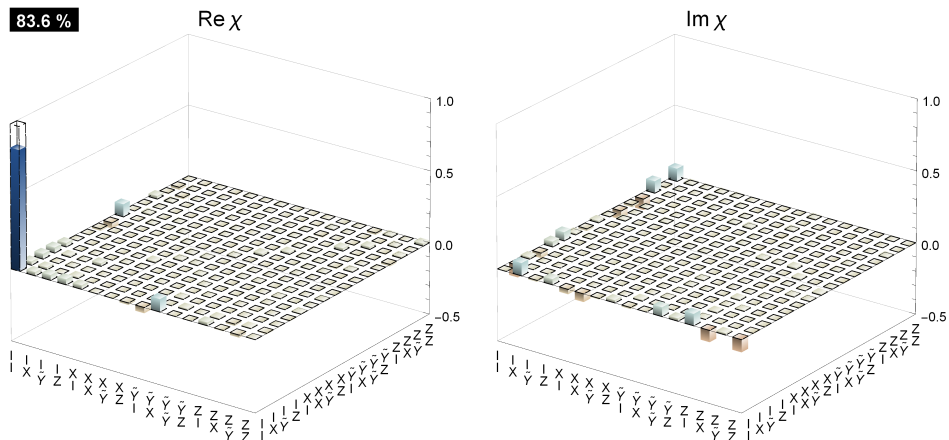 83.6 %
Re χ
Im χ
1.0
0.5
0.0
−0.5
I I I I X X X X Ỹ Ỹ Ỹ Ỹ Z Z Z Z
I X Ỹ Z I X Ỹ Z I X Ỹ Z I X Ỹ Z
I I I I X X X X Ỹ Ỹ Ỹ Ỹ Z Z Z Z
I X Ỹ Z I X Ỹ Z I X Ỹ Z I X Ỹ Z
1.0
0.5
0.0
−0.5
I I I I X X X X Ỹ Ỹ Ỹ Ỹ Z Z Z Z
I X Ỹ Z I X Ỹ Z I X Ỹ Z I X Ỹ Z
I I I I X X X X Ỹ Ỹ Ỹ Ỹ Z Z Z Z
I X Ỹ Z I X Ỹ Z I X Ỹ Z I X Ỹ Z